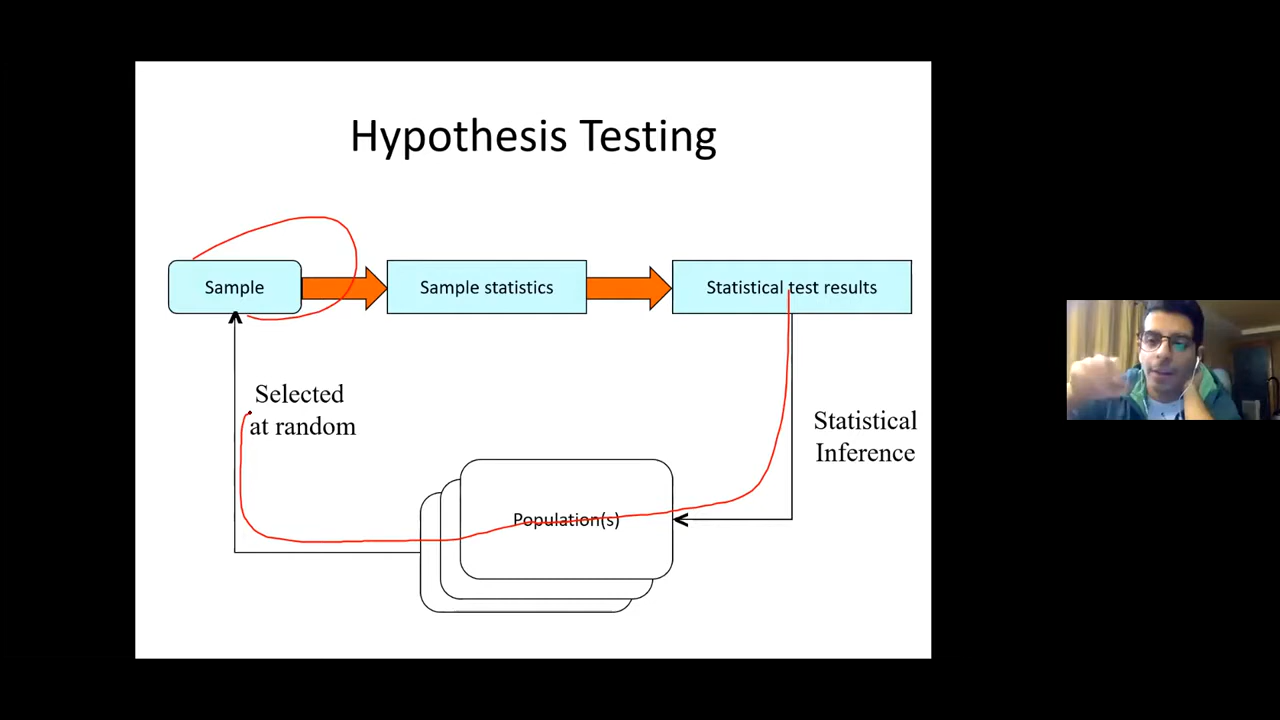 Hypothesis Testing
Sample
Sample statistics
Statistical test results
Selected
at random
Statistical
Inference
Population(s)